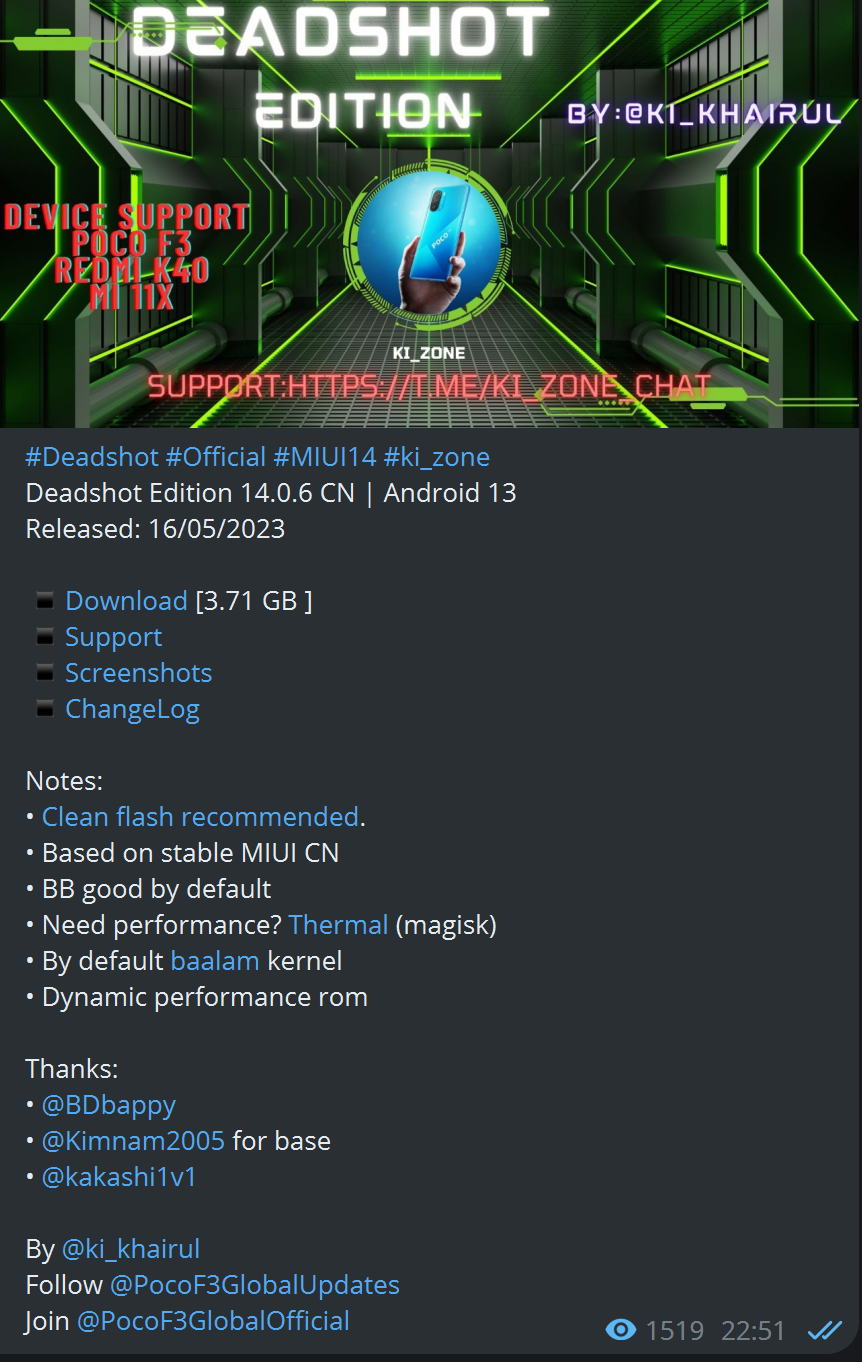 DEADSHOT
EDITION
BY:@KI_KHAIRUL
DEVICE SUPPORT
POCO F3
REDMI K40
MI 11X
POCO
KI_ZONE
SUPPORT:HTTPS://T.ME/KI_ZONE_CHAT
#Deadshot #Official #MIUI14 #ki_zone
Deadshot Edition 14.0.6 CN | Android 13
Released: 16/05/2023
▪ Download [3.71 GB ]
▪ Support
▪ Screenshots
▪ ChangeLog
Notes:
• Clean flash recommended.
• Based on stable MIUI CN
• BB good by default
• Need performance? Thermal (magisk)
• By default baalam kernel
• Dynamic performance rom
Thanks:
• @BDbappy
• @Kimnam2005 for base
• @kakashi1v1
By @ki_khairul
Follow @PocoF3GlobalUpdates
Join @PocoF3GlobalOfficial
1519 22:51